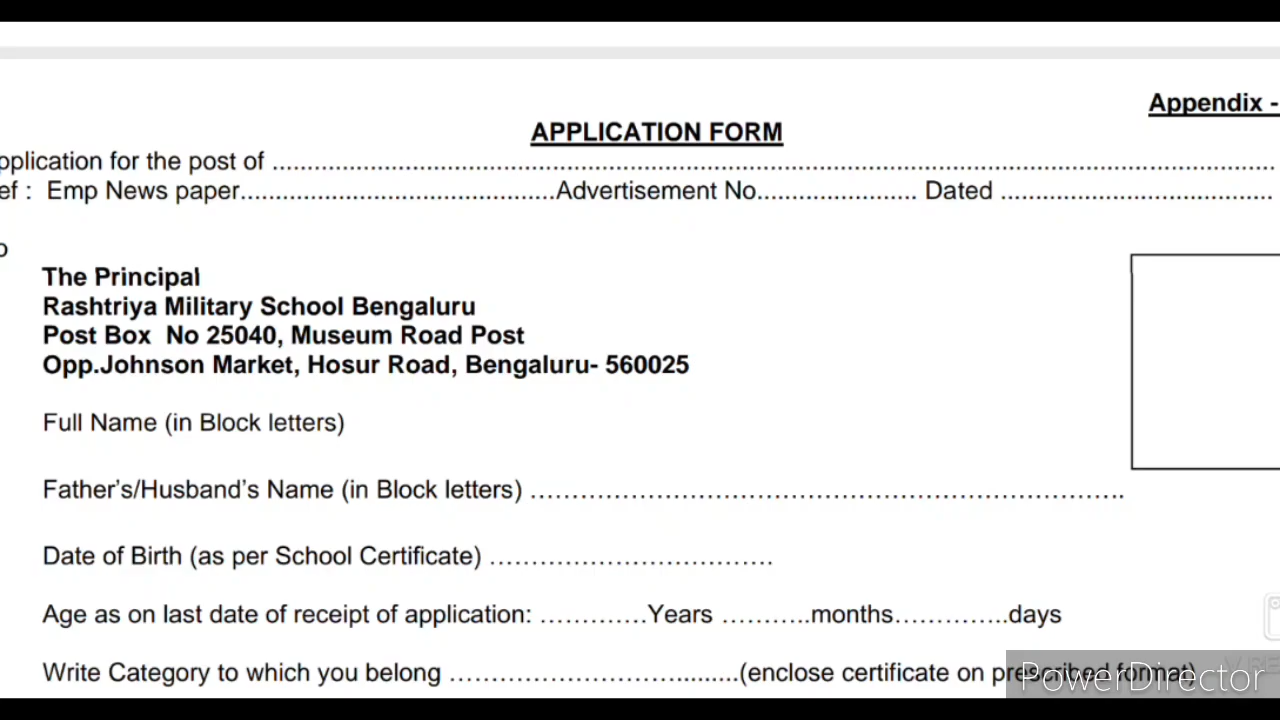 Appendix -
APPLICATION FORM
pplication for the post of ................................................................................................................................................
ef : Emp News paper.............................................Advertisement No....................... Dated .......................................
o
The Principal
Rashtriya Military School Bengaluru
Post Box No 25040, Museum Road Post
Opp.Johnson Market, Hosur Road, Bengaluru- 560025
Full Name (in Block letters)
Father's/Husband's Name (in Block letters) …………………………………………………………….
Date of Birth (as per School Certificate) …………………………….
Age as on last date of receipt of application: ………….Years ………..months…………..days
Write Category to which you belong ………………………..........(enclose certificate on prescribed format)
PowerDirector